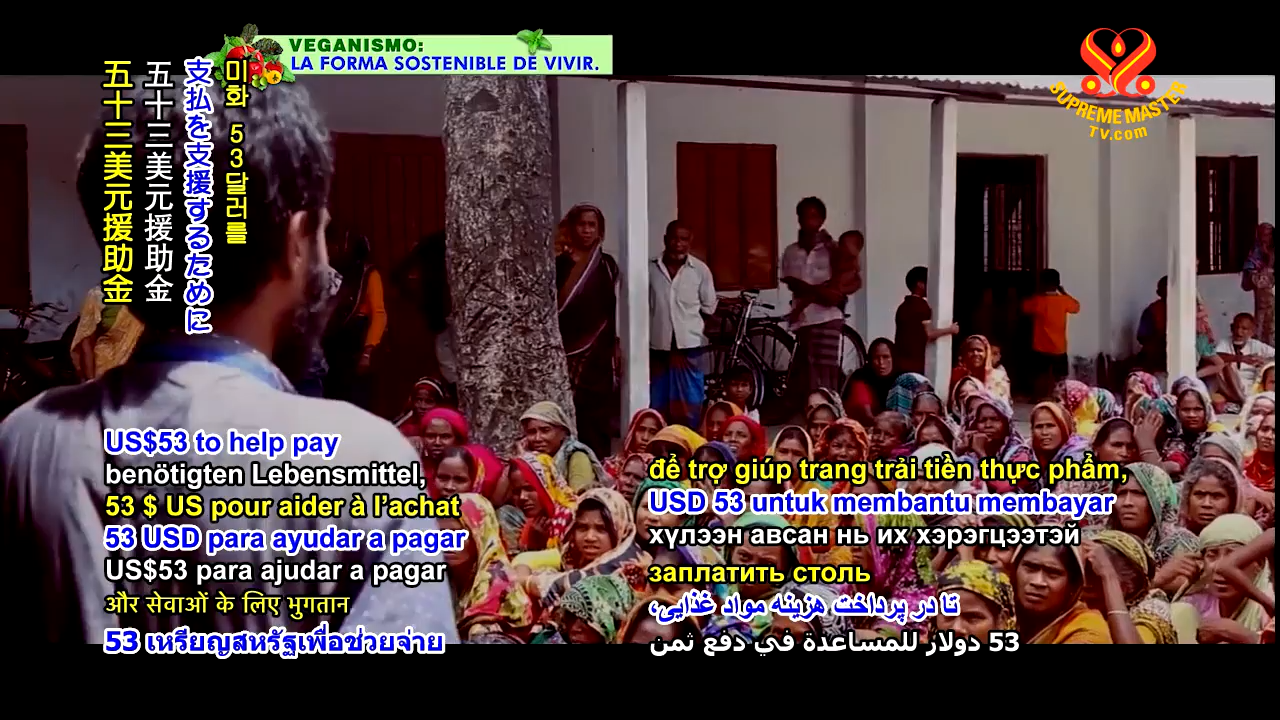 VEGANISMO:
LA FORMA SOSTENIBLE DE VIVIR.
SUPREME MASTER
TV.com
미화 53달러를
支払を支援するために
五十三美元援助金
五十三美元援助金
US$53 to help pay
benötigten Lebensmittel,
53 $ US pour aider à l’achat
53 USD para ayudar a pagar
US$53 para ajudar a pagar
और सेवाओं के लिए भुगतान
53 เหรียญสหรัฐเพื่อช่วยจ่าย
để trợ giúp trang trải tiền thực phẩm,
USD 53 untuk membantu membayar
хүлээн авсан нь их хэрэгцээтэй
заплатить столь
تا در پرداخت هزینه مواد غذایی،
53 دولار للمساعدة في دفع ثمن